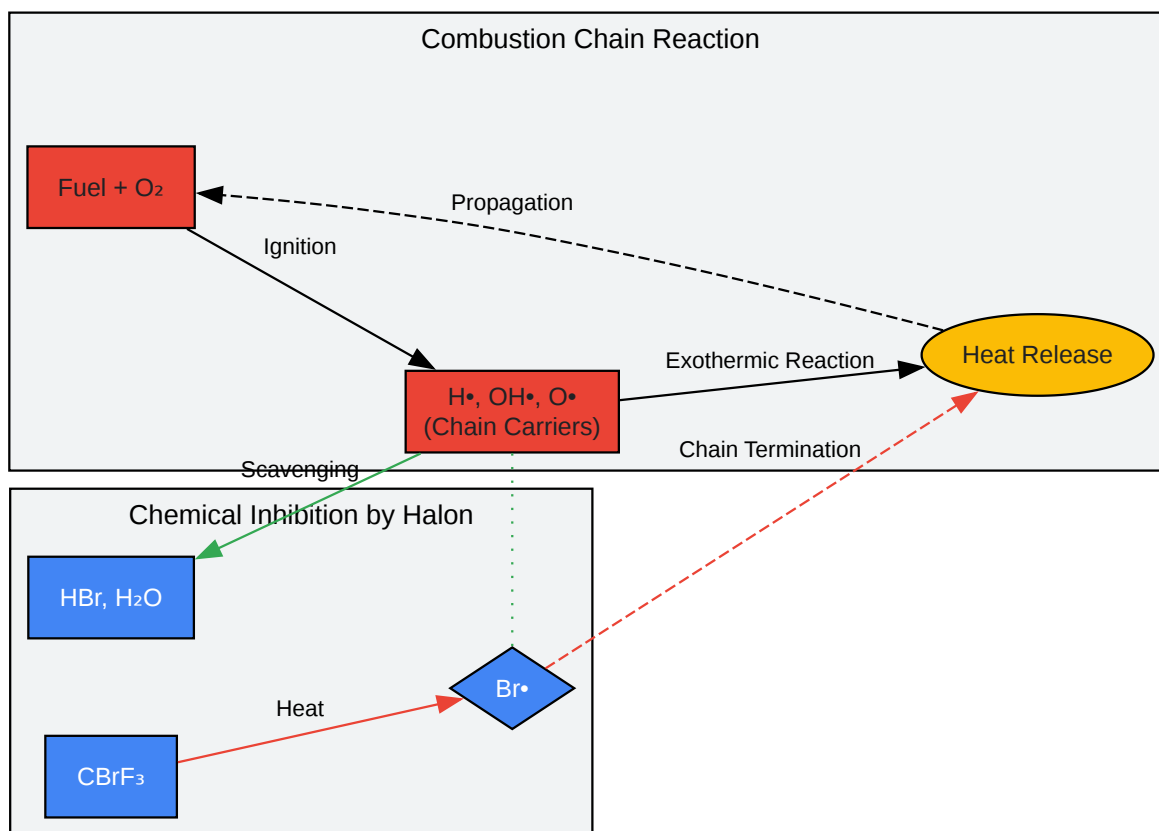 Combustion Chain Reaction
Fuel + O₂
Propagation
Ignition
Exothermic Reaction
Heat Release
H•, OH•, O•
(Chain Carriers)
Chain Termination
Scavenging
Chemical Inhibition by Halon
HBr, H₂O
Br•
Heat
CBrF₃